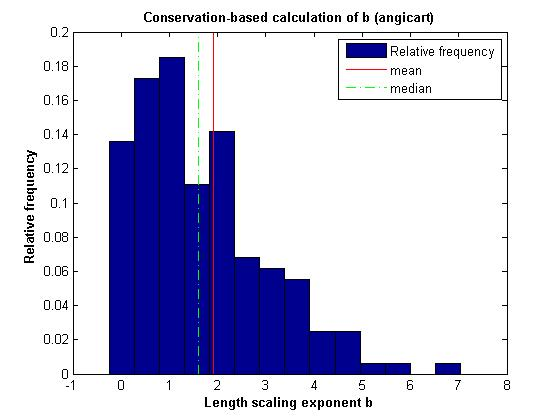 Conservation-based calculation of b (angicart)
Relative frequency
mean
median
Relative frequency
0.2
0.18
0.16
0.14
0.12
0.1
0.08
0.06
0.04
0.02
0
-1 0 1 2 3 4 5 6 7 8
Length scaling exponent b